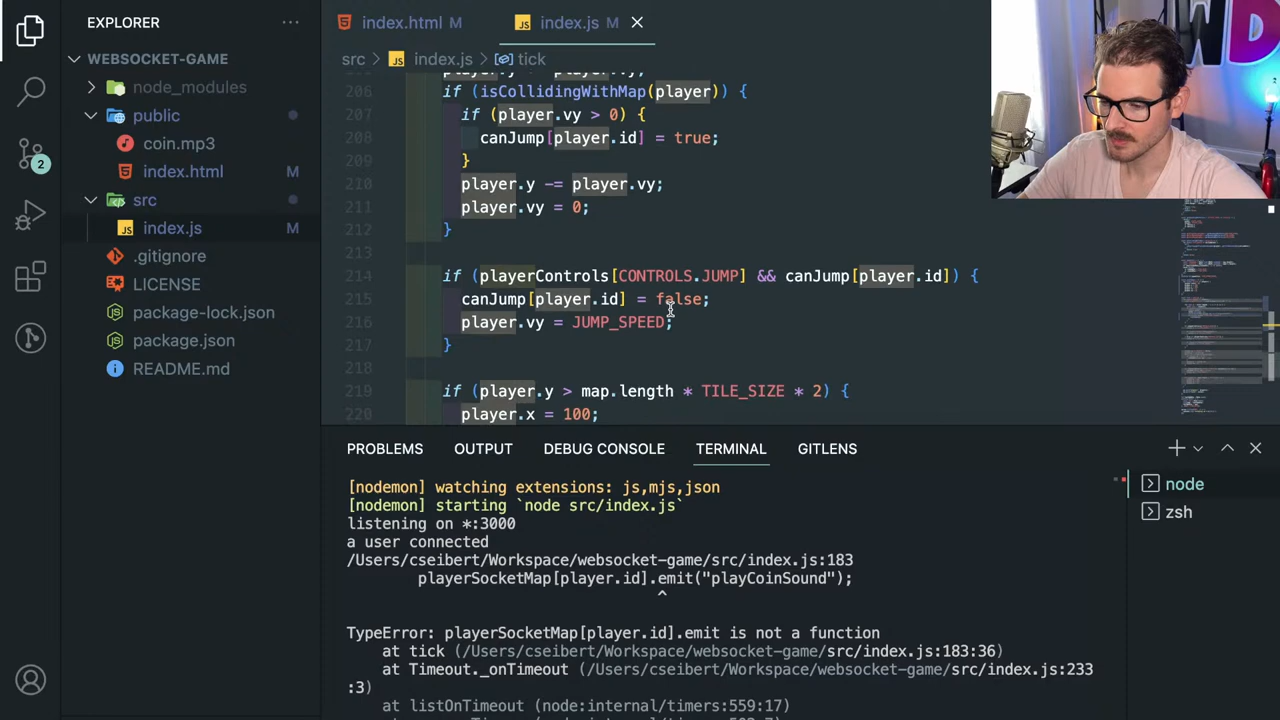 EXPLORER
WEBSOCKET-GAME
node_modules
public
coin.mp3
index.html M
src
index.js M
.gitignore
LICENSE
package-lock.json
package.json
README.md
2
index.html M
index.js M
src > index.js > tick
206 if (isCollidingWithMap(player)) {
207 if (player.vy > 0) {
208 canJump[player.id] = true;
209 }
210 player.y -= player.vy;
211 player.vy = 0;
212 }
213
214 if (playerControls[CONTROLS.JUMP] && canJump[player.id]) {
215 canJump[player.id] = false;
216 player.vy = JUMP_SPEED;
217 }
218
219 if (player.y > map.length * TILE_SIZE * 2) {
220 player.x = 100;
PROBLEMS OUTPUT DEBUG CONSOLE TERMINAL GITLENS
[nodemon] watching extensions: js,mjs,json
[nodemon] starting `node src/index.js`
listening on *:3000
a user connected
/Users/cseibert/Workspace/websocket-game/src/index.js:183
playerSocketMap[player.id].emit("playCoinSound");
^
TypeError: playerSocketMap[player.id].emit is not a function
at tick (/Users/cseibert/Workspace/websocket-game/src/index.js:183:36)
at Timeout._onTimeout (/Users/cseibert/Workspace/websocket-game/src/index.js:233
:3)
at listOnTimeout (node:internal/timers:559:17)
node
zsh